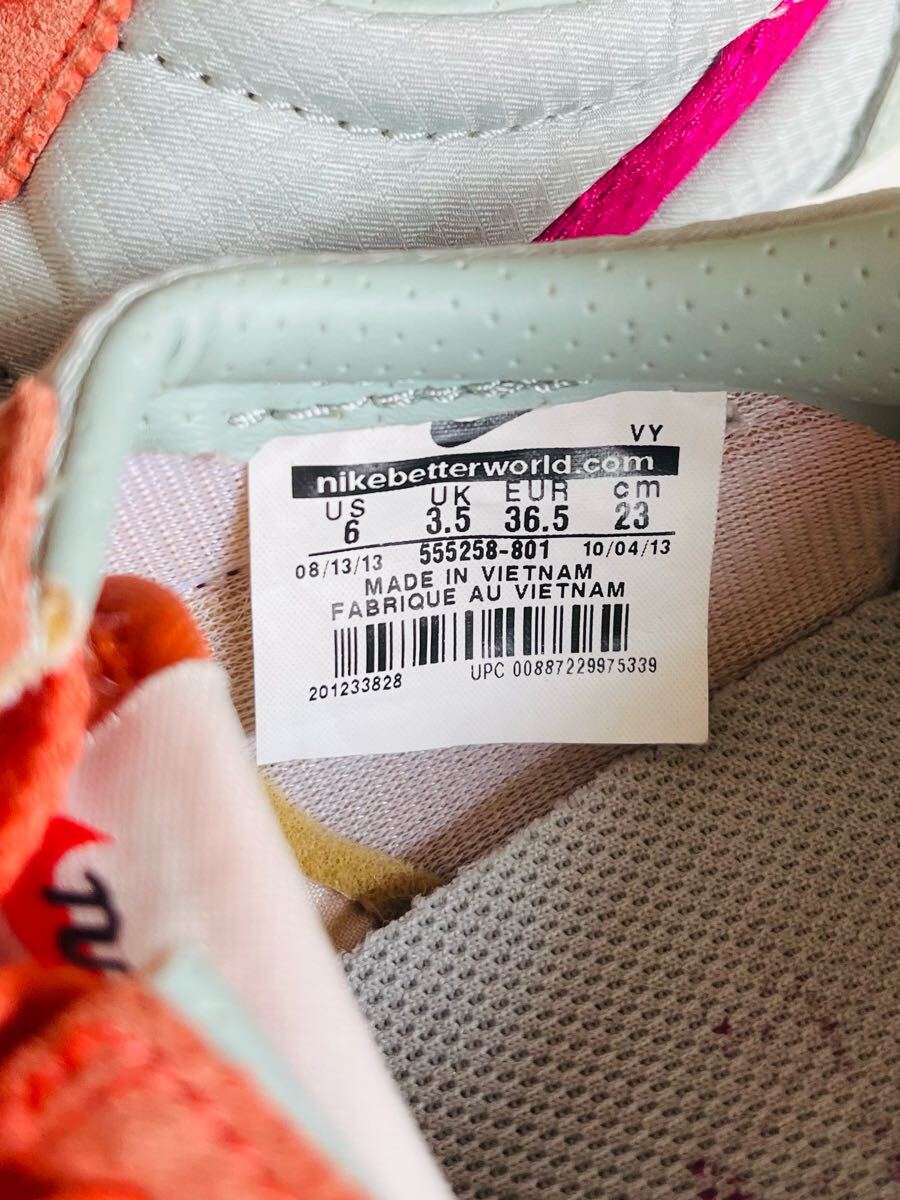 VY
nikebetterworld.com
US UK EUR cm
6 3.5 36.5 23
08/13/13 555258-801 10/04/13
MADE IN VIETNAM
FABRIQUE AU VIETNAM
201233828 UPC 00887229975339